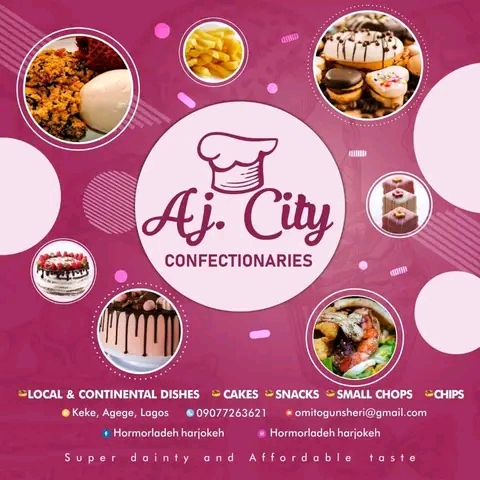 Aj. City
CONFECTIONARIES
LOCAL & CONTINENTAL DISHES CAKES SNACKS SMALL CHOPS CHIPS
Keke, Agege, Lagos 09077263621 omitogunsheri@gmail.com
Hormorladeh harjokeh Hormorladeh harjokeh
Super dainty and Affordable taste